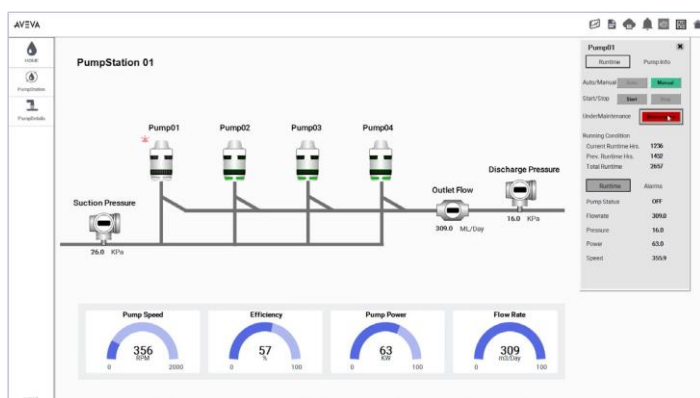 AVEVA
HOME
PumpStation
PumpDetails
PumpStation 01
Pump01
Pump02
Pump03
Pump04
Suction Pressure
26.0 KPa
Outlet Flow
309.0 ML/Day
Discharge Pressure
16.0 KPa
Pump Speed
356
RPM
0 2000
Efficiency
57
%
0 100
Pump Power
63
KW
0 100
Flow Rate
309
m3/Day
0 100
Pump01
Runtime Pump Info
Auto/Manual Auto Manual
Start/Stop Start Stop
UnderMaintenance
Running Condition
Current Runtime Hrs. 1236
Prev. Runtime Hrs. 1402
Total Runtime 2657
Runtime Alarms
Pump Status OFF
Flowrate 309.0
Pressure 16.0
Power 63.0
Speed 355.9